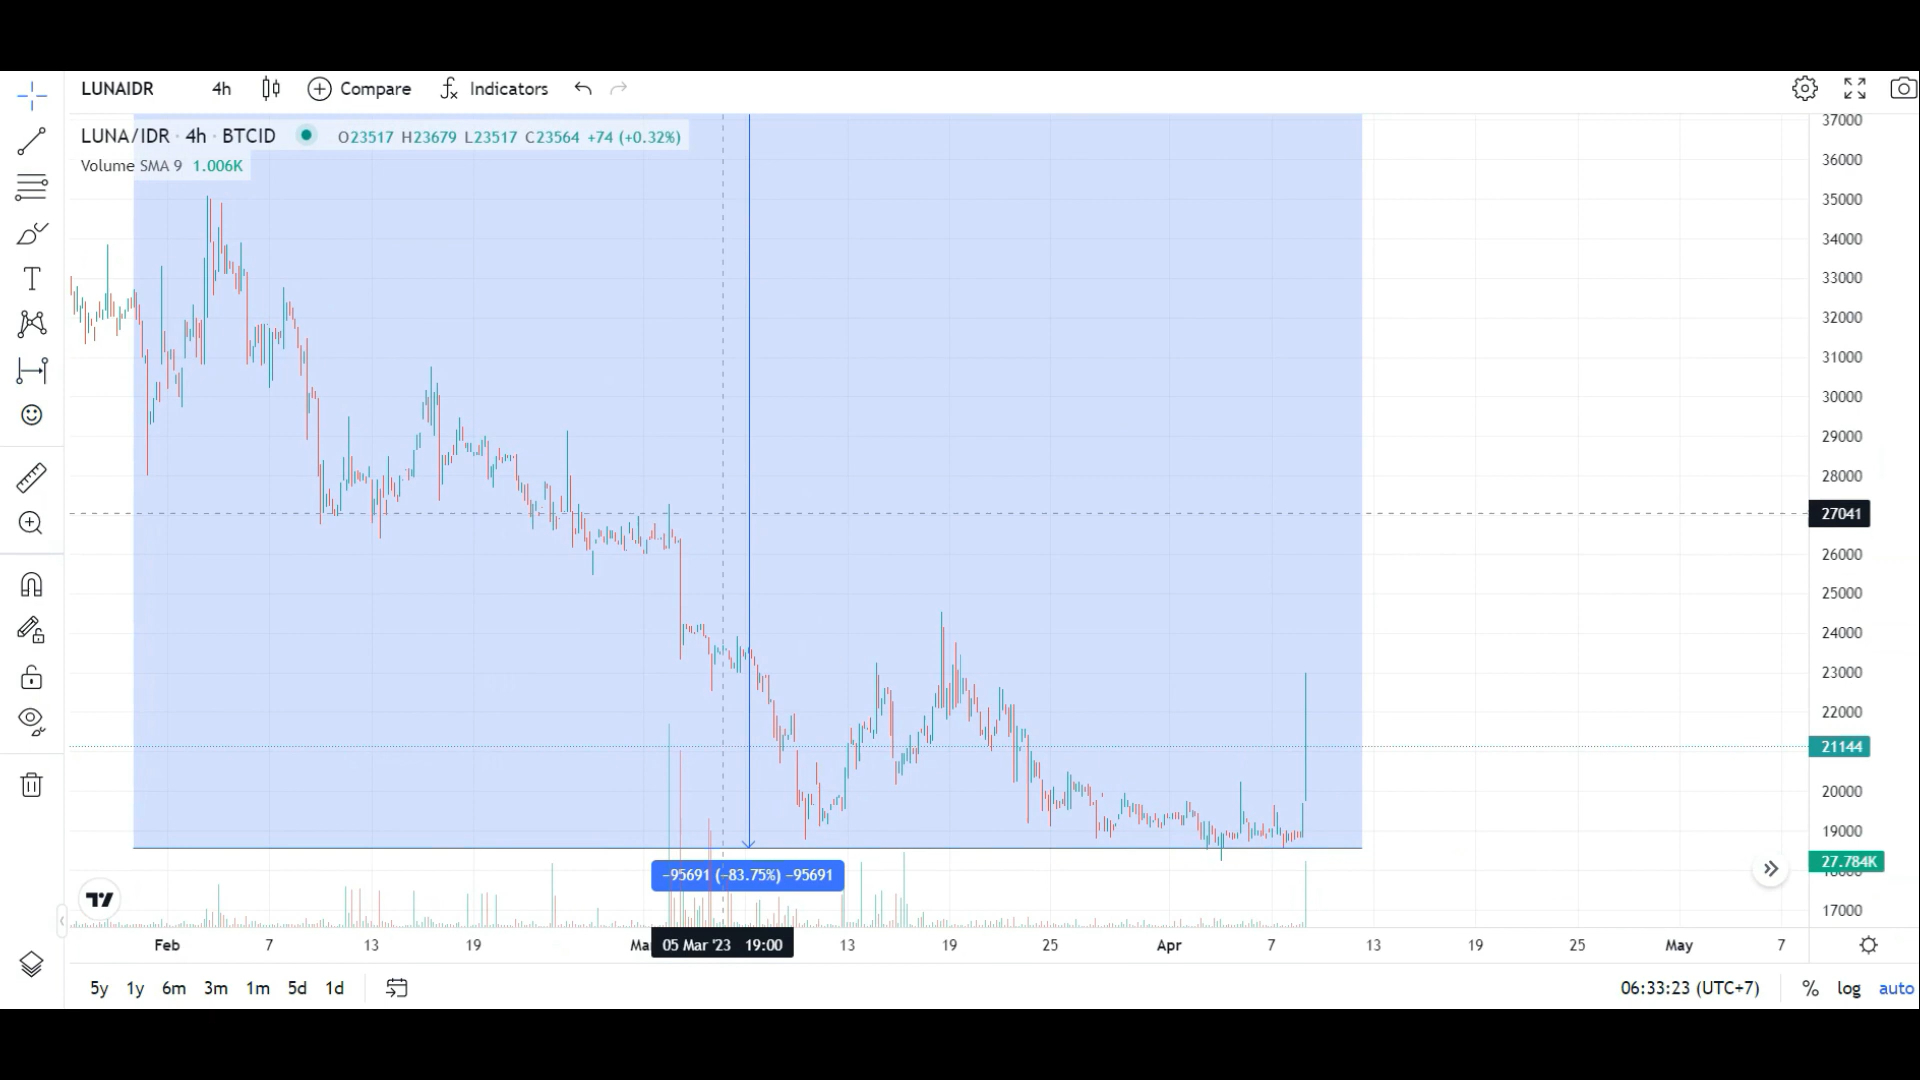 LUNAIDR 4h Compare Indicators
LUNA/IDR · 4h · BTCID O23517 H23679 L23517 C23564 +74 (+0.32%)
Volume SMA 9 1.006K
37000
36000
35000
34000
33000
32000
31000
30000
29000
28000
27041
26000
25000
24000
23000
22000
21144
20000
19000
27.784K
17000
−95691 (−83.75%) −95691
Feb 7 13 19 05 Mar '23 19:00 13 19 25 Apr 7 13 19 25 May 7
5y 1y 6m 3m 1m 5d 1d 06:33:23 (UTC+7) % log auto